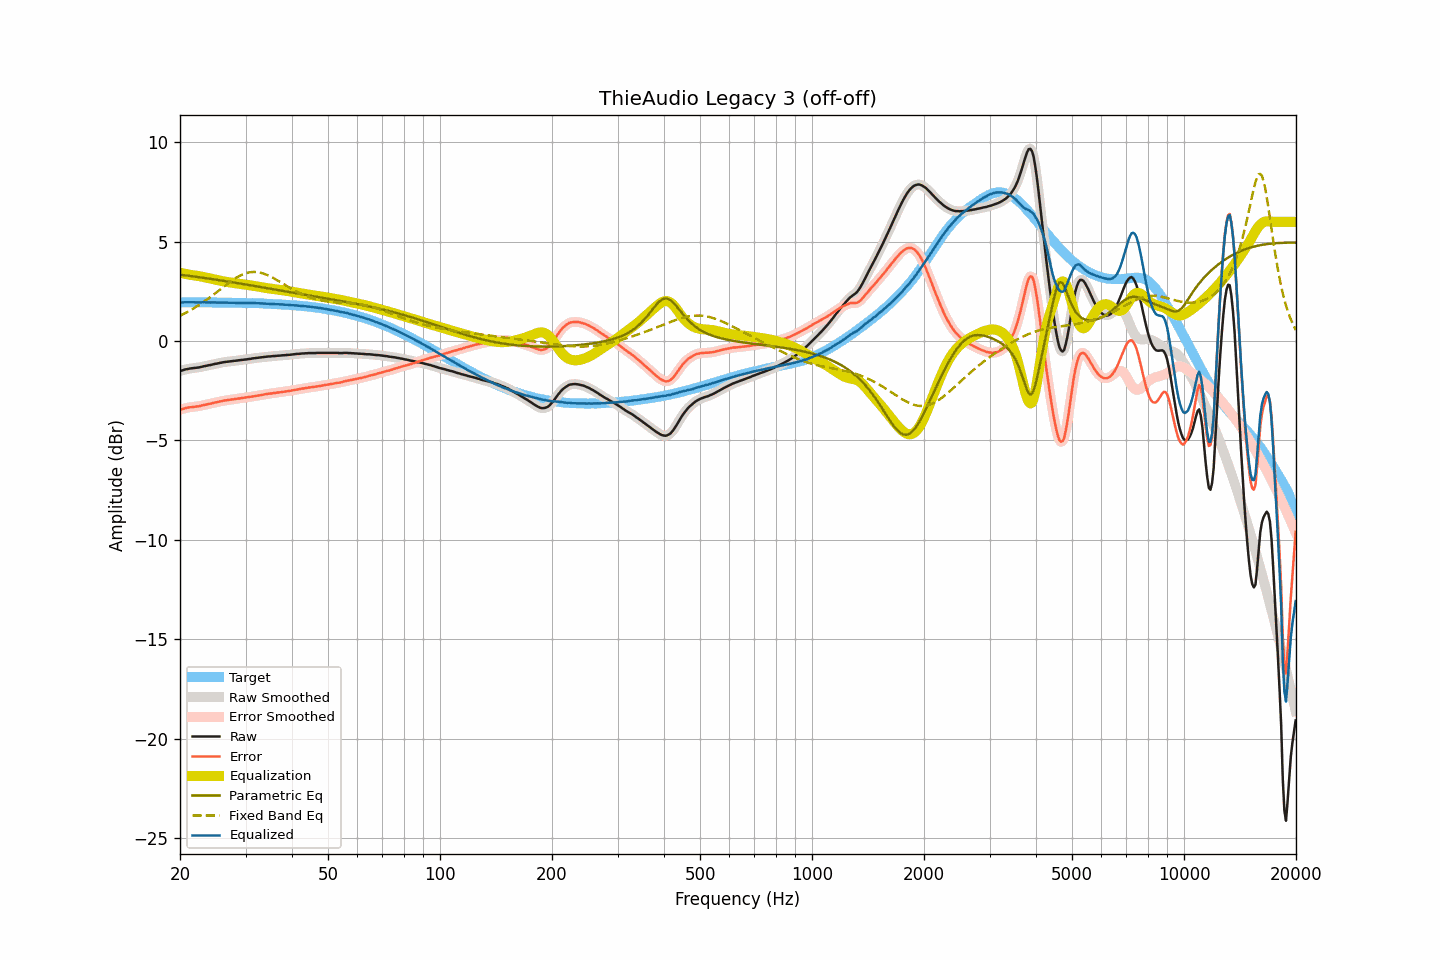 ThieAudio Legacy 3 (off-off)
10
5
0
−5
−10
−15
−20
−25
Amplitude (dBr)
Target
Raw Smoothed
Error Smoothed
Raw
Error
Equalization
Parametric Eq
Fixed Band Eq
Equalized
20 50 100 200 500 1000 2000 5000 10000 20000
Frequency (Hz)